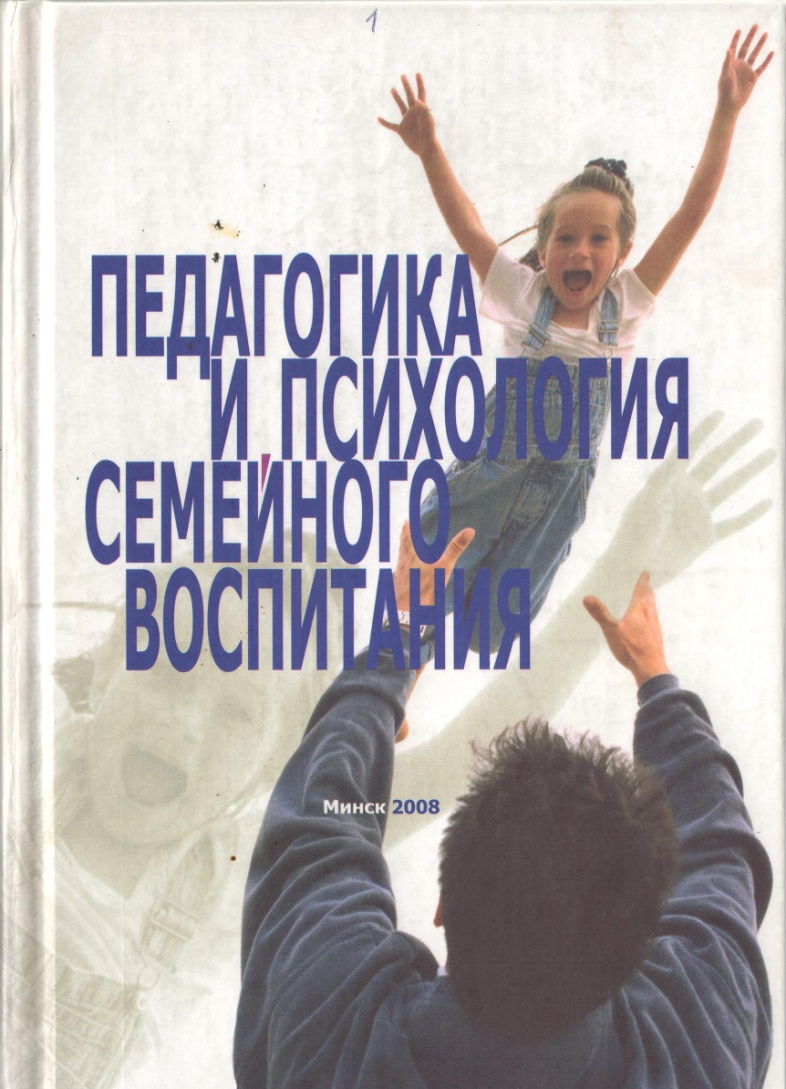 1
ПЕДАГОГИКА
И ПСИХОЛОГИЯ
СЕМЕЙНОГО
ВОСПИТАНИЯ
Минск 2008